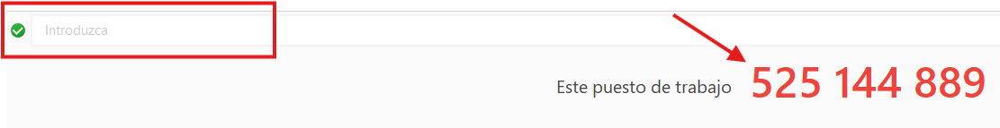 Introduzca
Este puesto de trabajo 525 144 889